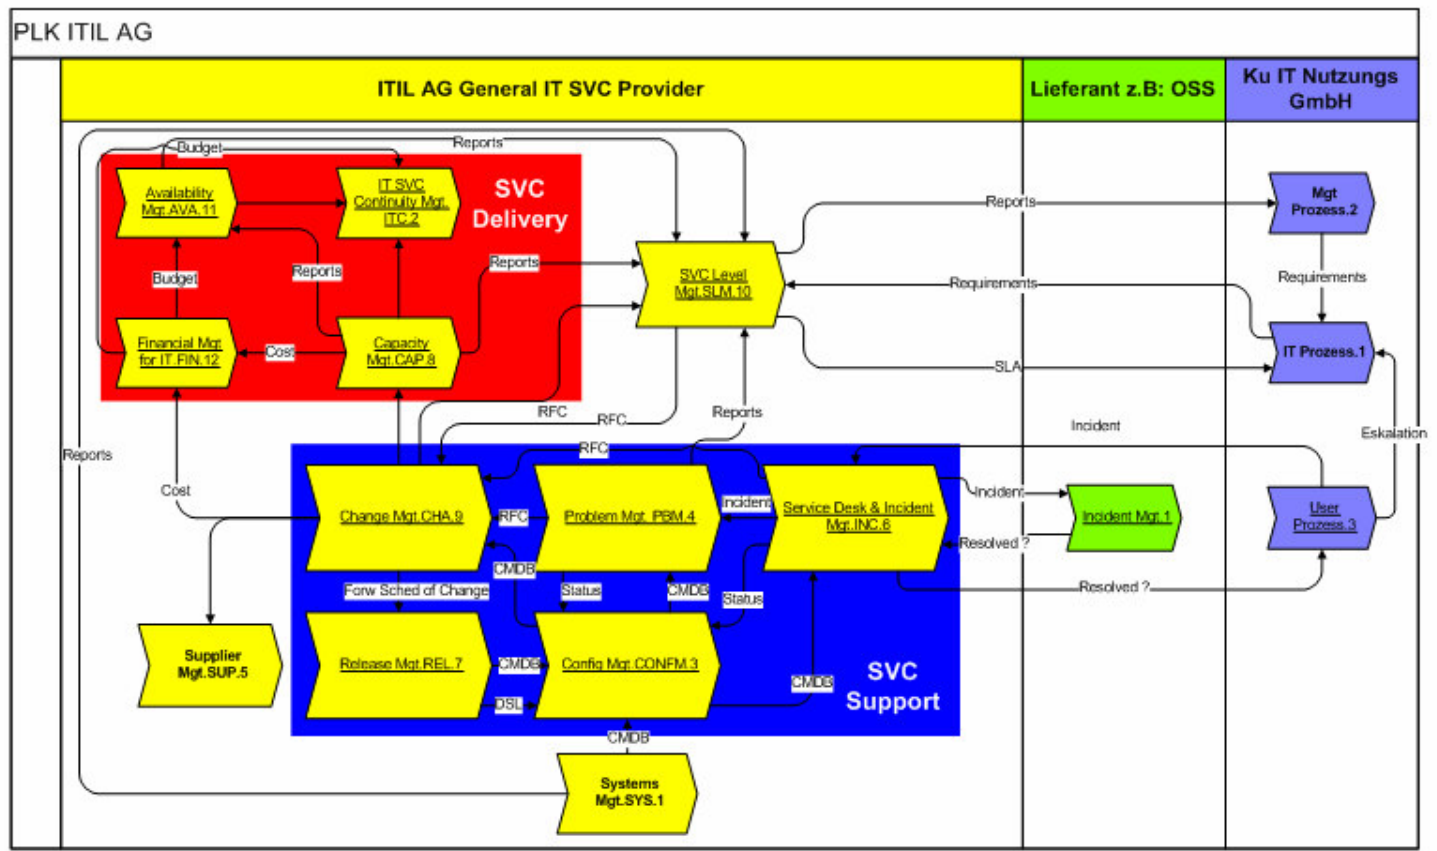 PLK ITIL AG
ITIL AG General IT SVC Provider
Lieferant z.B: OSS
Ku IT Nutzungs
GmbH
Reports
Budget
SVC
Delivery
Availability
Mgt.AVA.11
IT SVC
Continuity Mgt.
ITC.2
Mgt
Prozess.2
Reports
Budget
Reports
Reports
SVC Level
Mgt.SLM.10
Requirements
Requirements
Financial Mgt
for IT.FIN.12
Cost
Capacity
Mgt.CAP.8
IT Prozess.1
SLA
RFC
RFC
Reports
Incident
Eskalation
Reports
RFC
Cost
Change Mgt.CHA.9
RFC
Problem Mgt. PBM.4
Incident
Service Desk & Incident
Mgt.INC.6
Incident
Incident Mgt.1
User
Prozess.3
Resolved ?
CMDB
Forw Sched of Change
Status
CMDB
Status
Resolved ?
Supplier
Mgt.SUP.5
Release Mgt.REL.7
CMDB
Config Mgt.CONFM.3
CMDB
SVC
Support
DSL
CMDB
Systems
Mgt.SYS.1